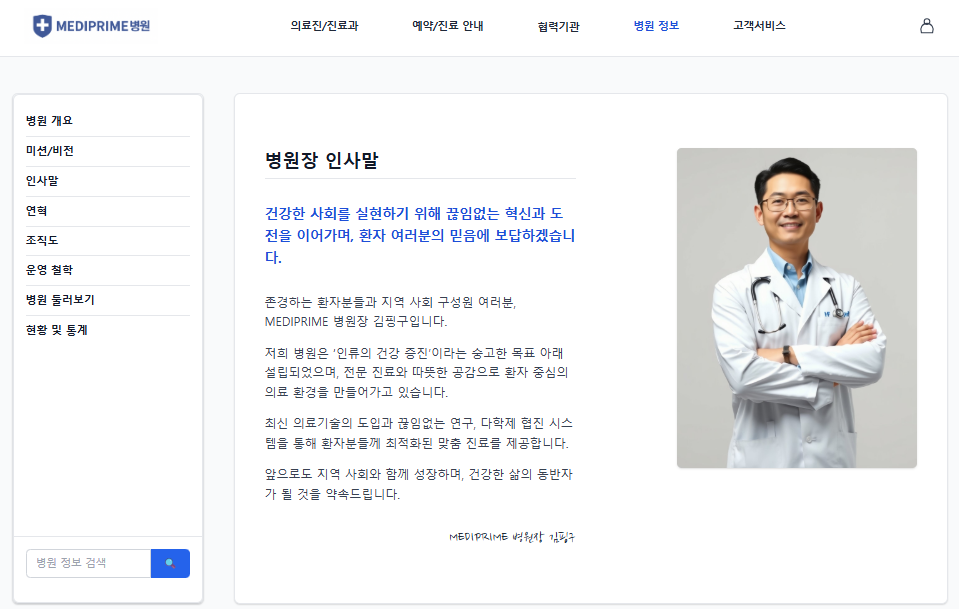 MEDIPRIME병원
의료진/진료과
예약/진료 안내
협력기관
병원 정보
고객서비스
병원 개요
미션/비전
인사말
연혁
조직도
운영 철학
병원 둘러보기
현황 및 통계
병원 정보 검색
병원장 인사말
건강한 사회를 실현하기 위해 끊임없는 혁신과 도
전을 이어가며, 환자 여러분의 믿음에 보답하겠습니
다.
존경하는 환자분들과 지역 사회 구성원 여러분,
MEDIPRIME 병원장 김핑구입니다.
저희 병원은 '인류의 건강 증진'이라는 숭고한 목표 아래
설립되었으며, 전문 진료와 따뜻한 공감으로 환자 중심의
의료 환경을 만들어가고 있습니다.
최신 의료기술의 도입과 끊임없는 연구, 다학제 협진 시스
템을 통해 환자분들께 최적화된 맞춤 진료를 제공합니다.
앞으로도 지역 사회와 함께 성장하며, 건강한 삶의 동반자
가 될 것을 약속드립니다.
MEDIPRIME 병원장 김핑구